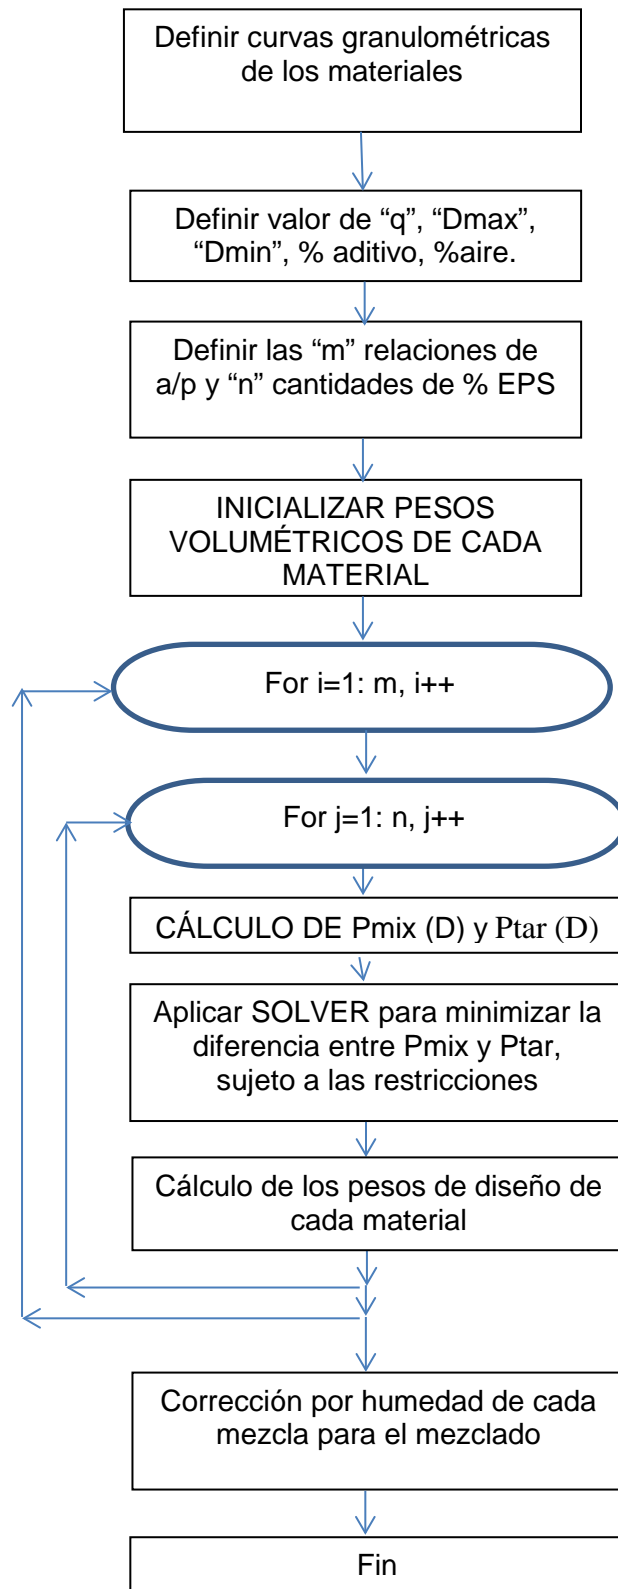 Definir curvas granulométricas
de los materiales
Definir valor de “q”, “Dmax”,
“Dmin”, % aditivo, %aire.
Definir las “m” relaciones de
a/p y “n” cantidades de % EPS
INICIALIZAR PESOS
VOLUMÉTRICOS DE CADA
MATERIAL
For i=1: m, i++
For j=1: n, j++
CÁLCULO DE Pmix (D) y Ptar (D)
Aplicar SOLVER para minimizar la
diferencia entre Pmix y Ptar,
sujeto a las restricciones
Cálculo de los pesos de diseño de
cada material
Corrección por humedad de cada
mezcla para el mezclado
Fin